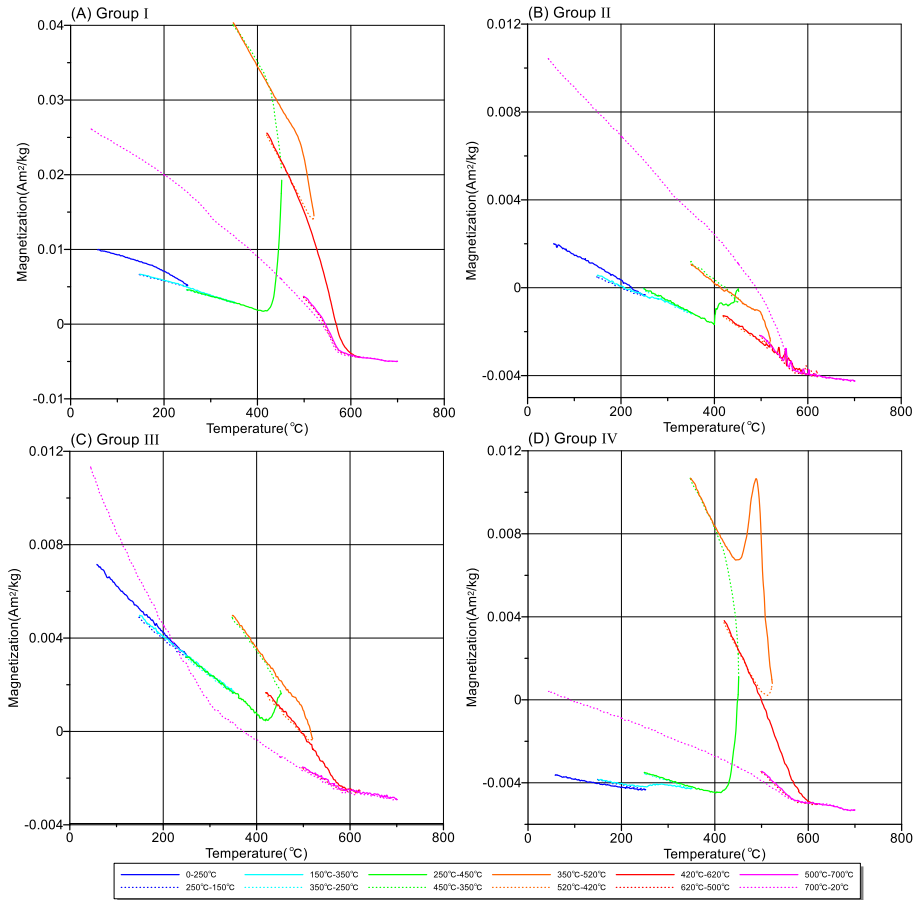 (A) Group I
0.04
0.03
0.02
0.01
0
-0.01
Magnetization(Am²/kg)
0 200 400 600 800
Temperature(℃)
(B) Group II
0.012
0.008
0.004
0
-0.004
Magnetization(Am²/kg)
0 200 400 600 800
Temperature(℃)
(C) Group III
0.012
0.008
0.004
0
-0.004
Magnetization(Am²/kg)
0 200 400 600 800
Temperature(℃)
(D) Group IV
0.012
0.008
0.004
0
-0.004
Magnetization(Am²/kg)
0 200 400 600 800
Temperature(℃)
0-250℃ 150℃-350℃ 250℃-450℃ 350℃-520℃ 420℃-620℃ 500℃-700℃
250℃-150℃ 350℃-250℃ 450℃-350℃ 520℃-420℃ 620℃-500℃ 700℃-20℃